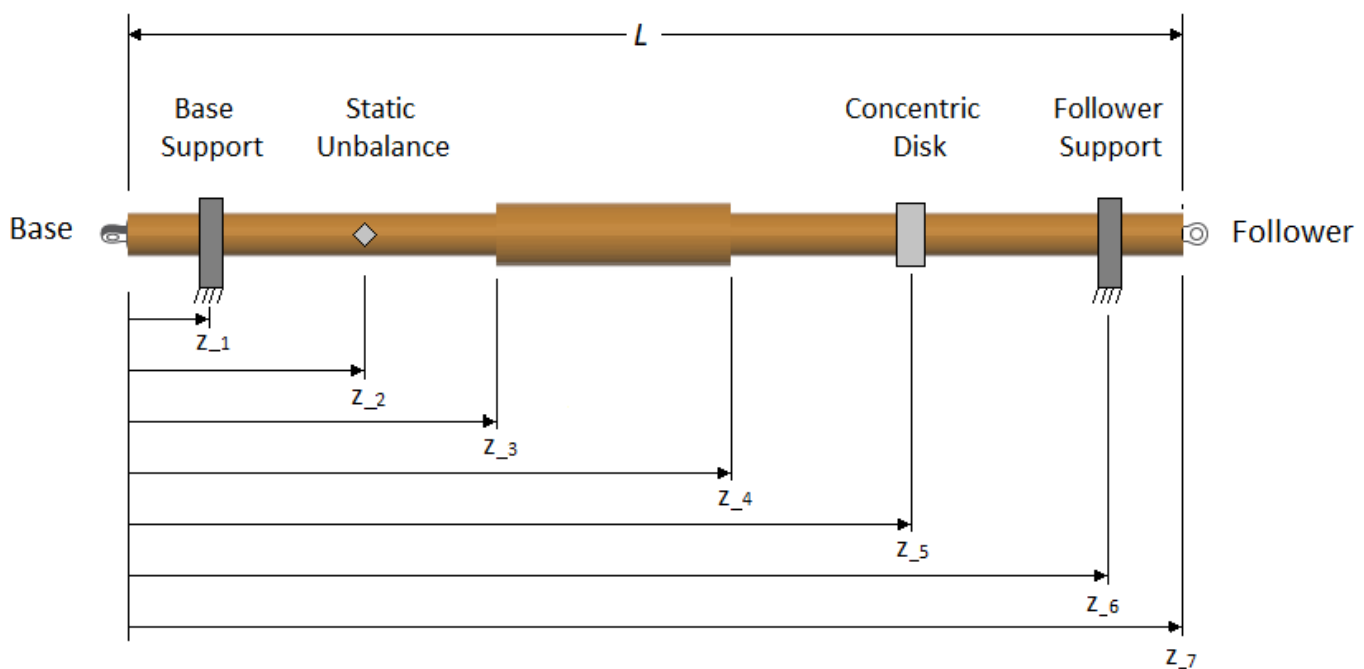 L
Base
Support
Static
Unbalance
Concentric
Disk
Follower
Support
Base
Follower
z_1
z_2
z_3
z_4
z_5
z_6
z_7